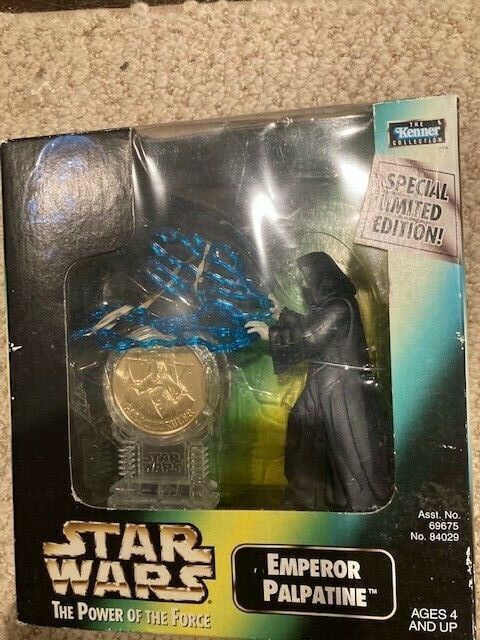 THE
Kenner
COLLECTION
SPECIAL
LIMITED
EDITION!
STAR
WARS
Asst. No.
69675
No. 84029
STAR
WARS
THE POWER OF THE FORCE
EMPEROR
PALPATINE™
AGES 4
AND UP